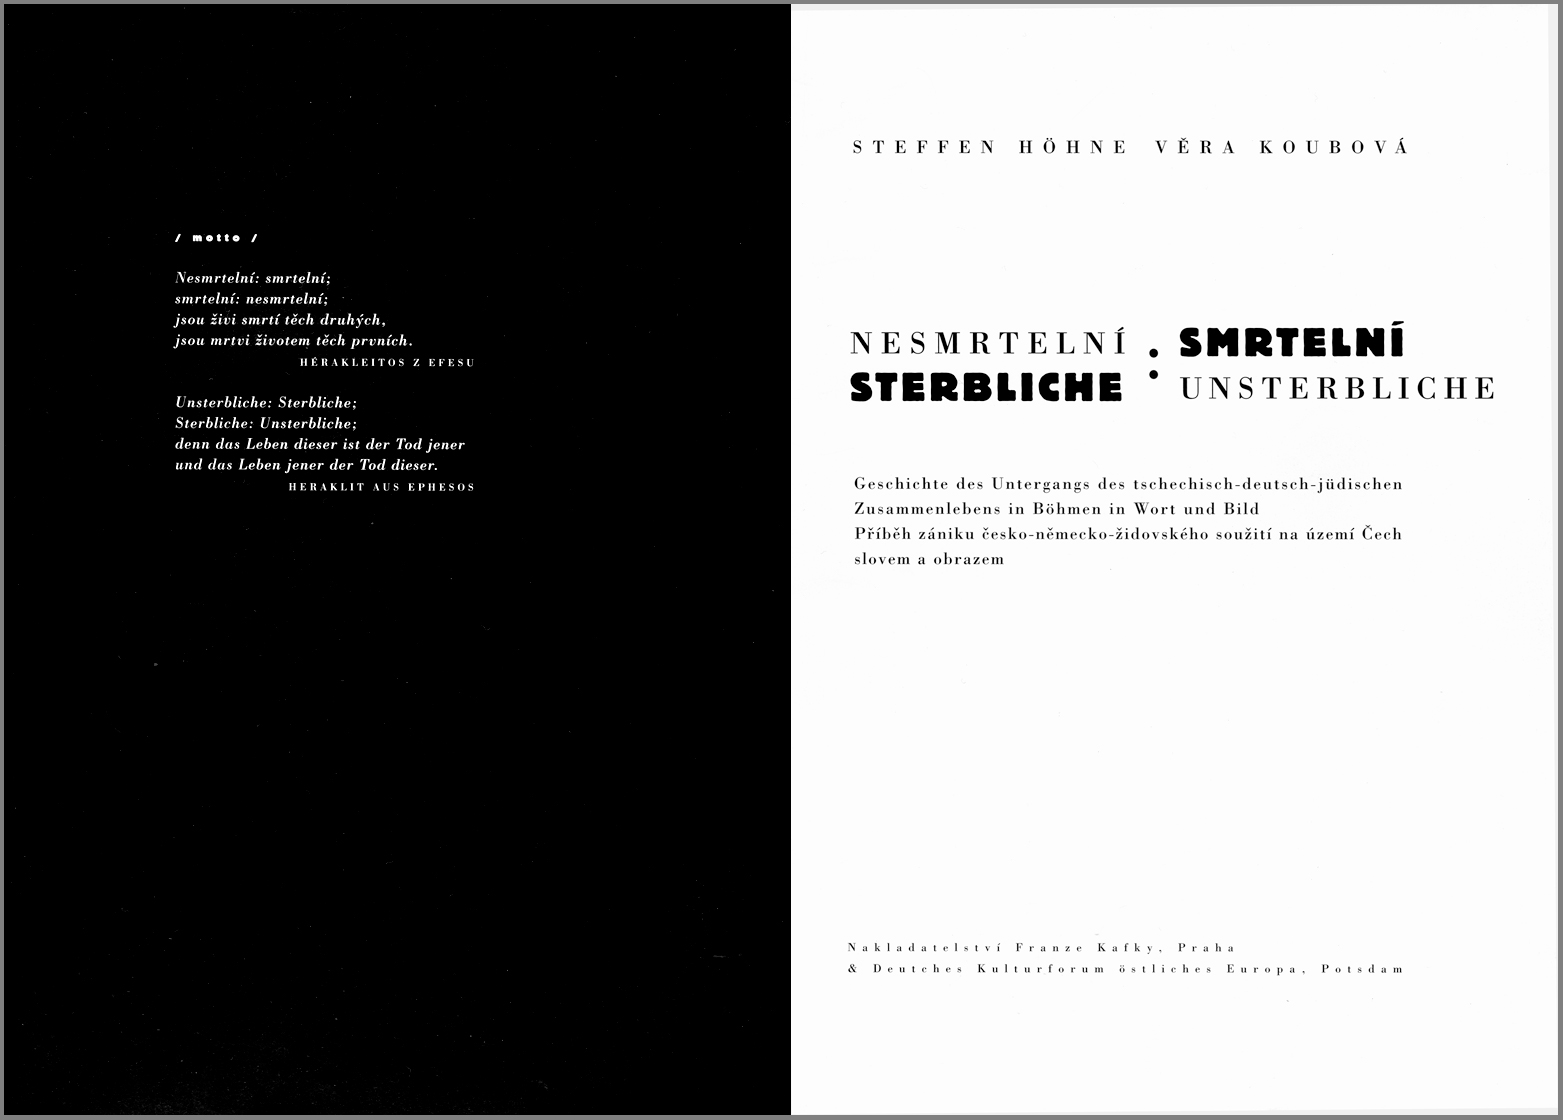 / motto /
Nesmrtelní: smrtelní;
smrtelní: nesmrtelní;
jsou živi smrtí těch druhých,
jsou mrtvi životem těch prvních.
HÉRAKLEITOS Z EFESU
Unsterbliche: Sterbliche;
Sterbliche: Unsterbliche;
denn das Leben dieser ist der Tod jener
und das Leben jener der Tod dieser.
HERAKLIT AUS EPHESOS
STEFFEN HÖHNE VĚRA KOUBOVÁ
NESMRTELNÍ : SMRTELNÍ
STERBLICHE : UNSTERBLICHE
Geschichte des Untergangs des tschechisch-deutsch-jüdischen
Zusammenlebens in Böhmen in Wort und Bild
Příběh zániku česko-německo-židovského soužití na území Čech
slovem a obrazem
Nakladatelství Franze Kafky, Praha
& Deutches Kulturforum östliches Europa, Potsdam